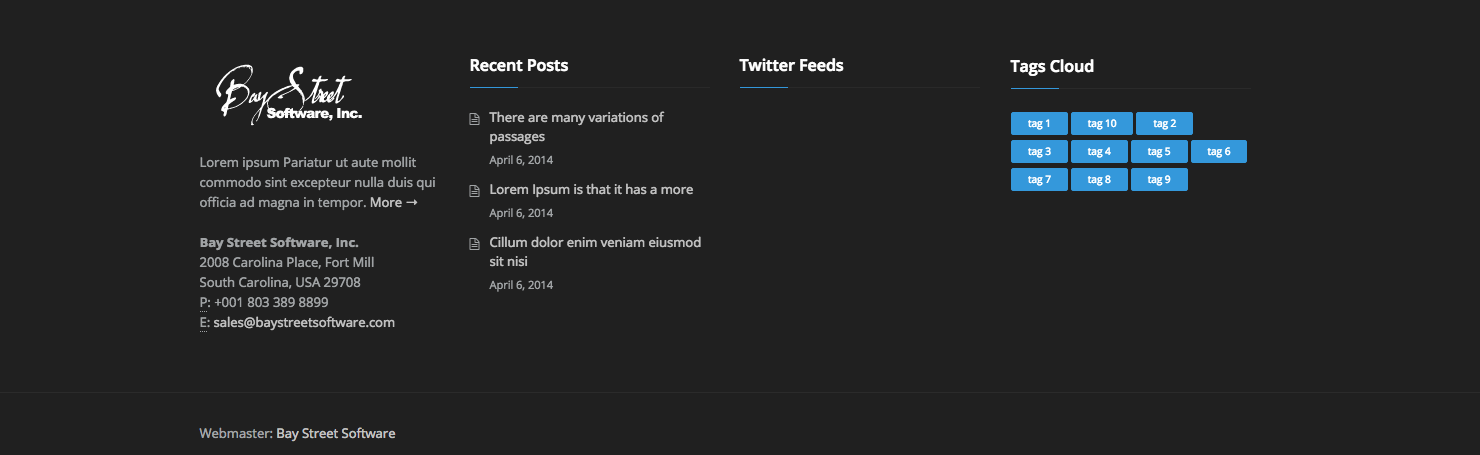 Bay Street
Software, Inc.
Lorem ipsum Pariatur ut aute mollit
commodo sint excepteur nulla duis qui
officia ad magna in tempor. More →
Bay Street Software, Inc.
2008 Carolina Place, Fort Mill
South Carolina, USA 29708
P: +001 803 389 8899
E: sales@baystreetsoftware.com
Recent Posts
There are many variations of
passages
April 6, 2014
Lorem Ipsum is that it has a more
April 6, 2014
Cillum dolor enim veniam eiusmod
sit nisi
April 6, 2014
Twitter Feeds
Tags Cloud
tag 1 tag 10 tag 2
tag 3 tag 4 tag 5 tag 6
tag 7 tag 8 tag 9
Webmaster: Bay Street Software